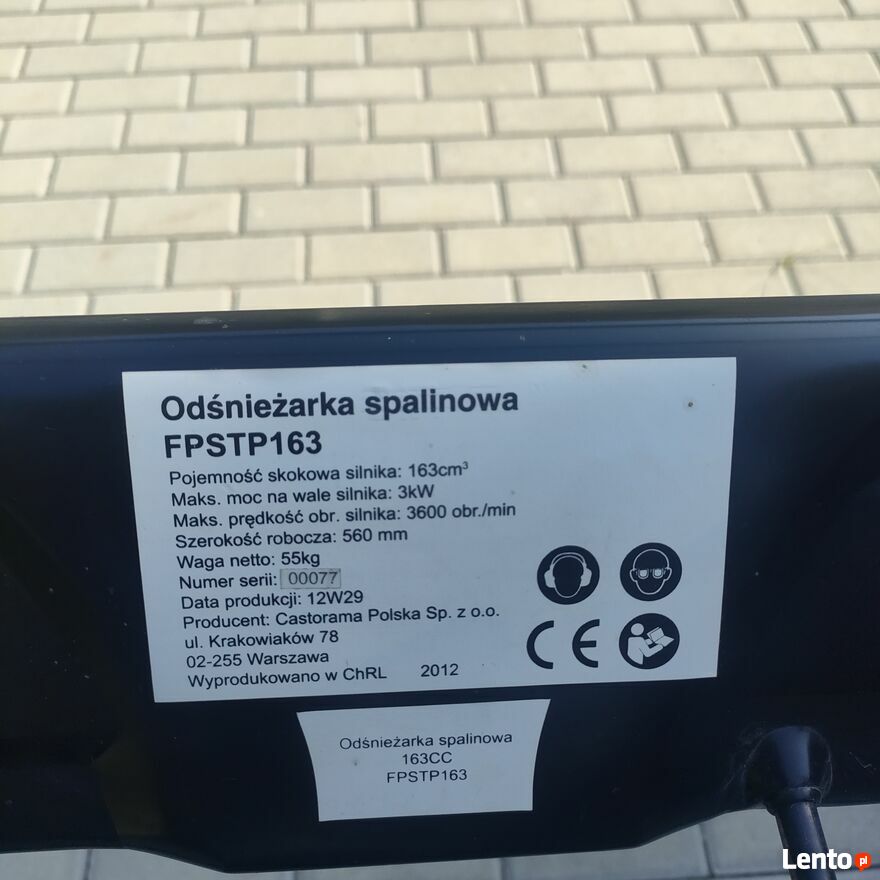 Odśnieżarka spalinowa
FPSTP163
Pojemność skokowa silnika: 163cm³
Maks. moc na wale silnika: 3kW
Maks. prędkość obr. silnika: 3600 obr./min
Szerokość robocza: 560 mm
Waga netto: 55kg
Numer serii: 00077
Data produkcji: 12W29
Producent: Castorama Polska Sp. z o.o.
ul. Krakowiaków 78
02-255 Warszawa
Wyprodukowano w ChRL 2012
CE
Odśnieżarka spalinowa
163CC
FPSTP163
Lento.pl